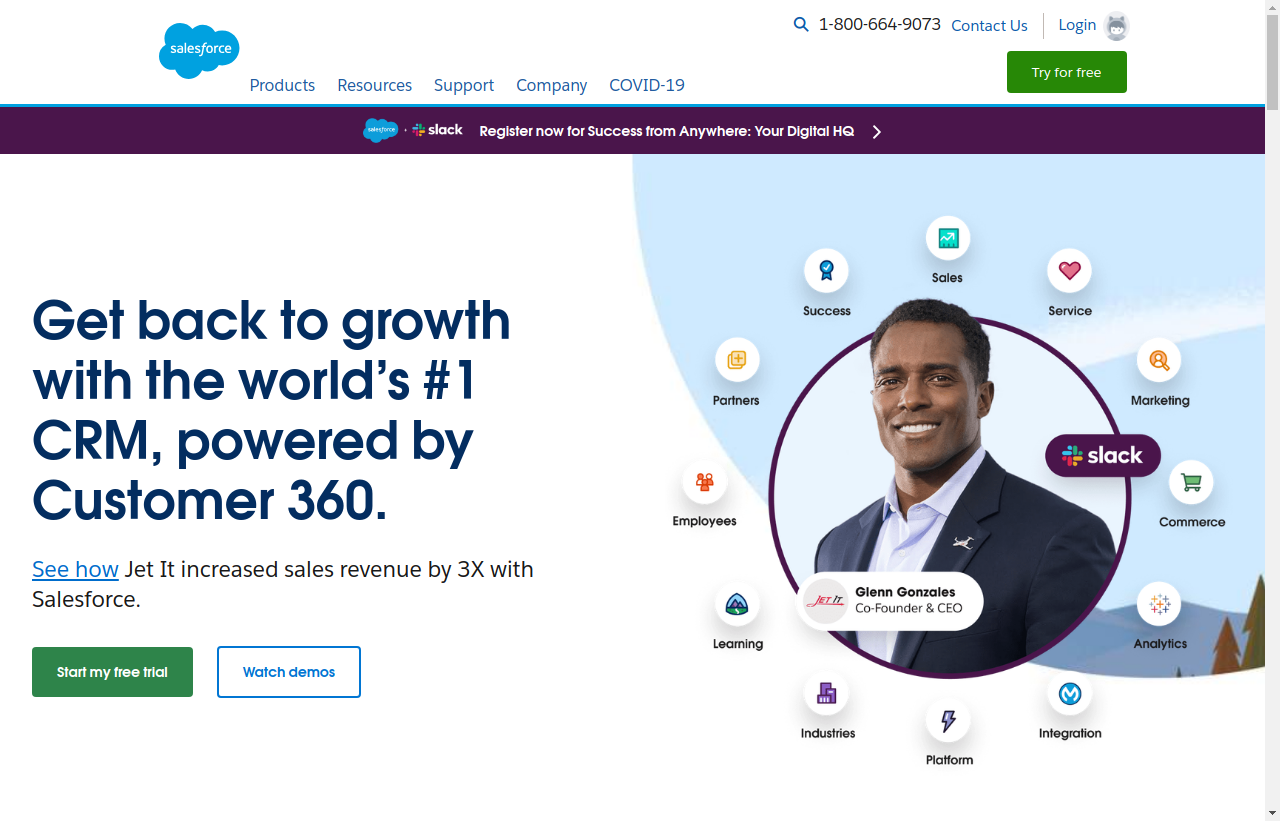 salesforce
1-800-664-9073
Contact Us
Login
Products
Resources
Support
Company
COVID-19
Try for free
salesforce
slack
Register now for Success from Anywhere: Your Digital HQ
Get back to growth
with the world’s #1
CRM, powered by
Customer 360.
See how Jet It increased sales revenue by 3X with
Salesforce.
Start my free trial
Watch demos
Sales
Success
Service
Partners
Marketing
slack
Employees
Commerce
JET IT
Glenn Gonzales
Co-Founder & CEO
Learning
Analytics
Industries
Integration
Platform